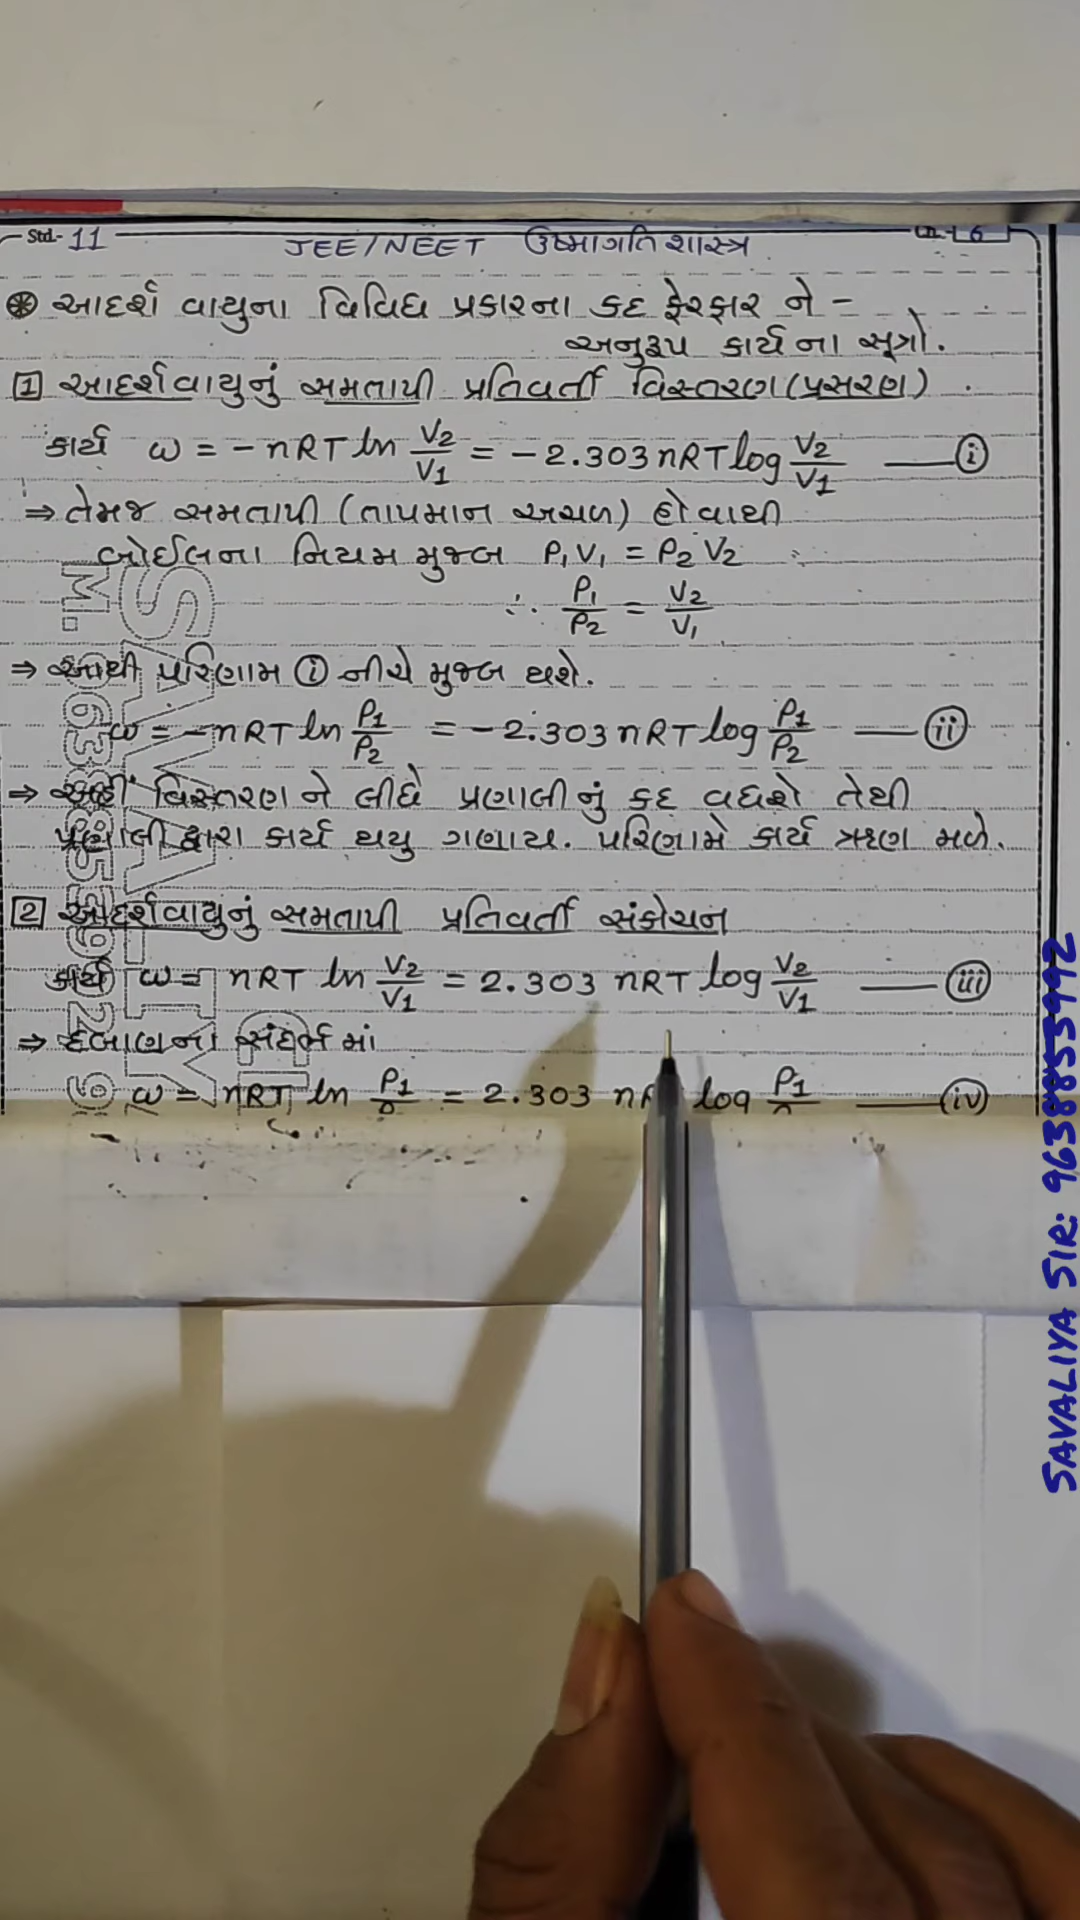 Std- 11 JEE/NEET ઉષ્માગતિશાસ્ત્ર Ch-6
⊛ આદર્શ વાયુના વિવિધ પ્રકારના કદ ફેરફાર ને -
અનુરૂપ કાર્યના સૂત્રો.
1 આદર્શવાયુનું સમતાપી પ્રતિવર્તી વિસ્તરણ(પ્રસરણ)
કાર્ય ω = -nRT ln V2/V1 = -2.303 nRT log V2/V1 —— (i)
⇒ તેમજ સમતાપી (તાપમાન અચળ) હોવાથી
બોઈલના નિયમ મુજબ P1V1 = P2V2
∴ P1/P2 = V2/V1
⇒ આથી પરિણામ (i) નીચે મુજબ થશે.
ω = -nRT ln P1/P2 = -2.303 nRT log P1/P2 —— (ii)
⇒ અહીં વિસ્તરણને લીધે પ્રણાલીનું કદ વધશે તેથી
પ્રણાલી દ્વારા કાર્ય થયુ ગણાય. પરિણામે કાર્ય ઋણ મળે.
2 આદર્શવાયુનું સમતાપી પ્રતિવર્તી સંકોચન
કાર્ય ω = nRT ln V2/V1 = 2.303 nRT log V2/V1 —— (iii)
⇒ દબાણના સંદર્ભમાં
ω = nRT ln P1/ = 2.303 nR log P1/ —— (iv)
SAVALIYA SIR: 9638855992